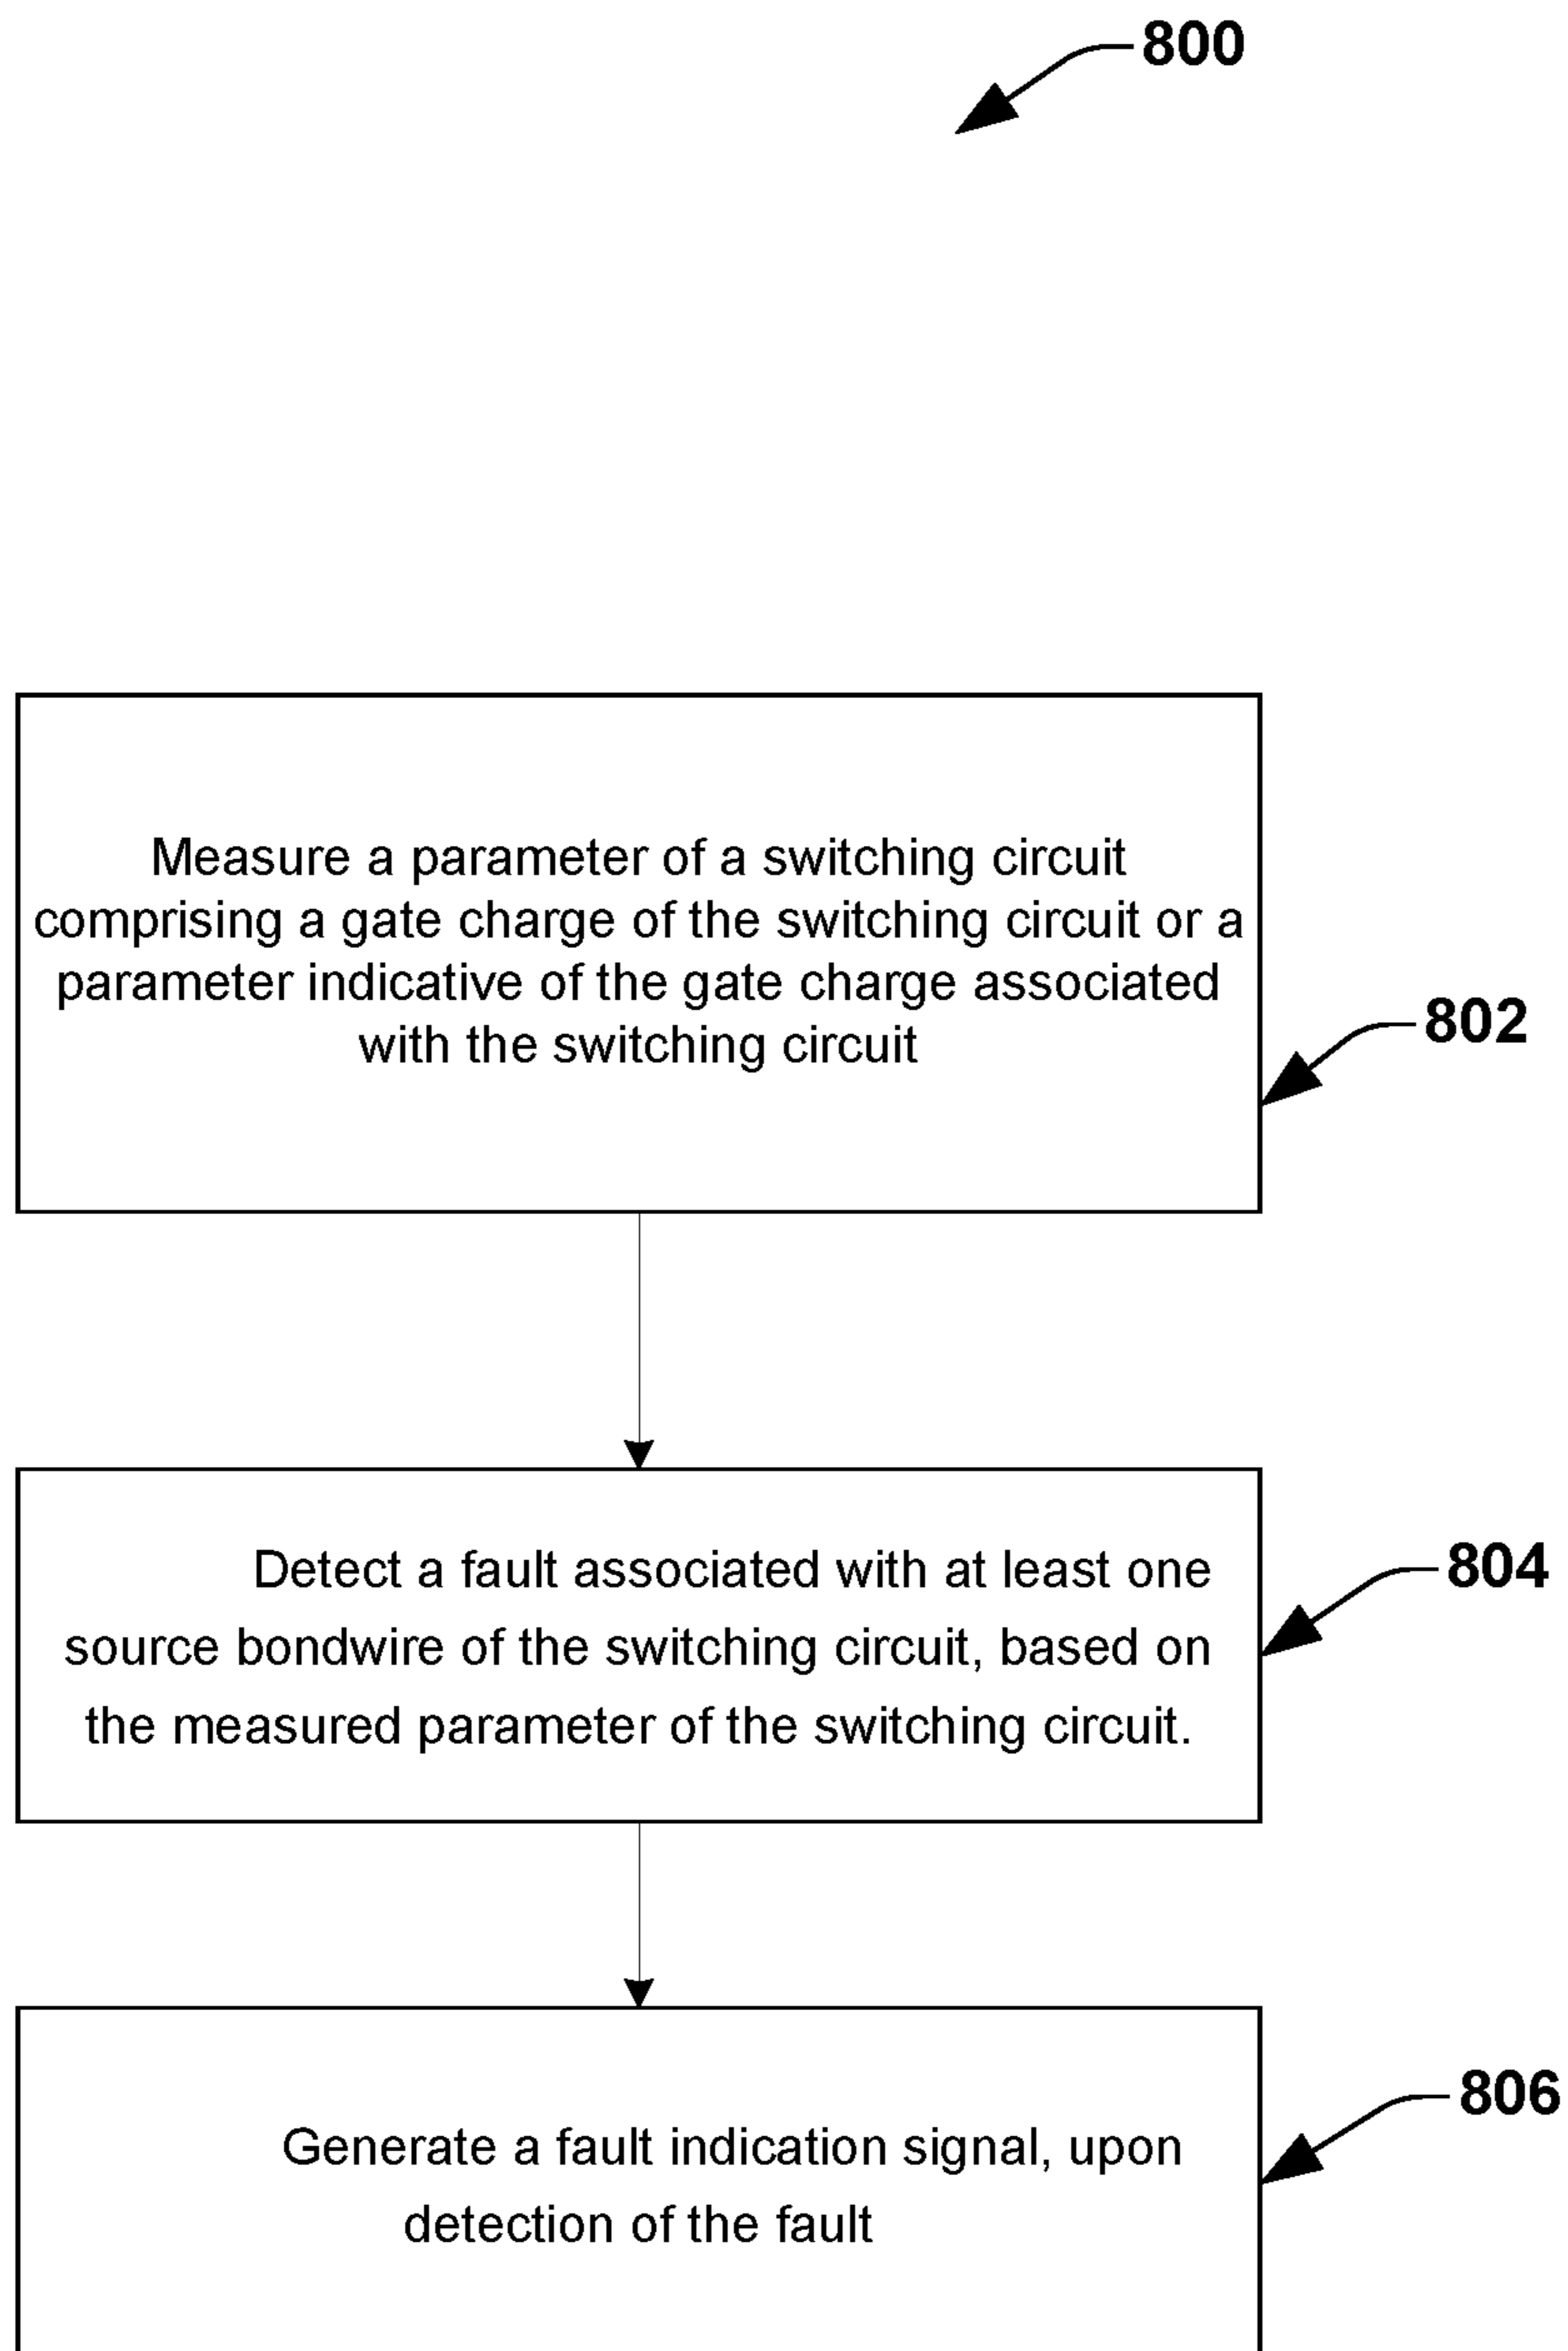 800
Measure a parameter of a switching circuit
comprising a gate charge of the switching circuit or a
parameter indicative of the gate charge associated
with the switching circuit
802
Detect a fault associated with at least one
source bondwire of the switching circuit, based on
the measured parameter of the switching circuit.
804
Generate a fault indication signal, upon
detection of the fault
806